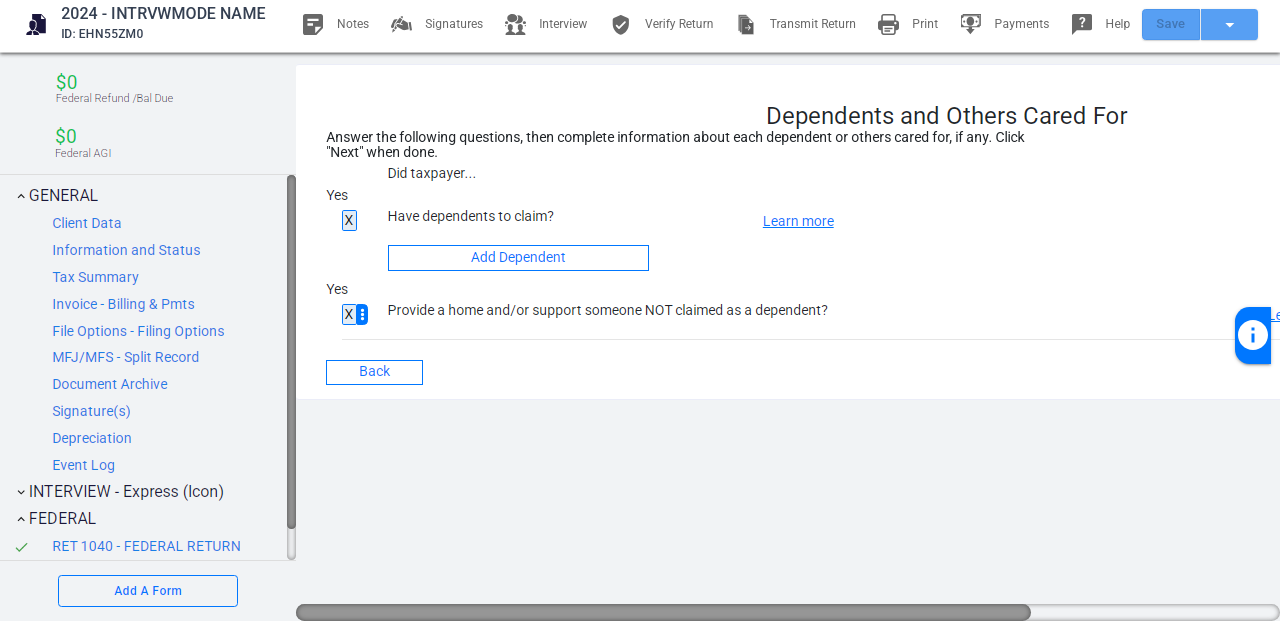 2024 - INTRVWMODE NAME
ID: EHN55ZM0
Notes
Signatures
Interview
Verify Return
Transmit Return
Print
Payments
Help
Save
$0
Federal Refund /Bal Due
$0
Federal AGI
GENERAL
Client Data
Information and Status
Tax Summary
Invoice - Billing & Pmts
File Options - Filing Options
MFJ/MFS - Split Record
Document Archive
Signature(s)
Depreciation
Event Log
INTERVIEW - Express (Icon)
FEDERAL
RET 1040 - FEDERAL RETURN
Add A Form
Dependents and Others Cared For
Answer the following questions, then complete information about each dependent or others cared for, if any. Click
"Next" when done.
Did taxpayer...
Yes
X Have dependents to claim? Learn more
Add Dependent
Yes
X Provide a home and/or support someone NOT claimed as a dependent?
Back